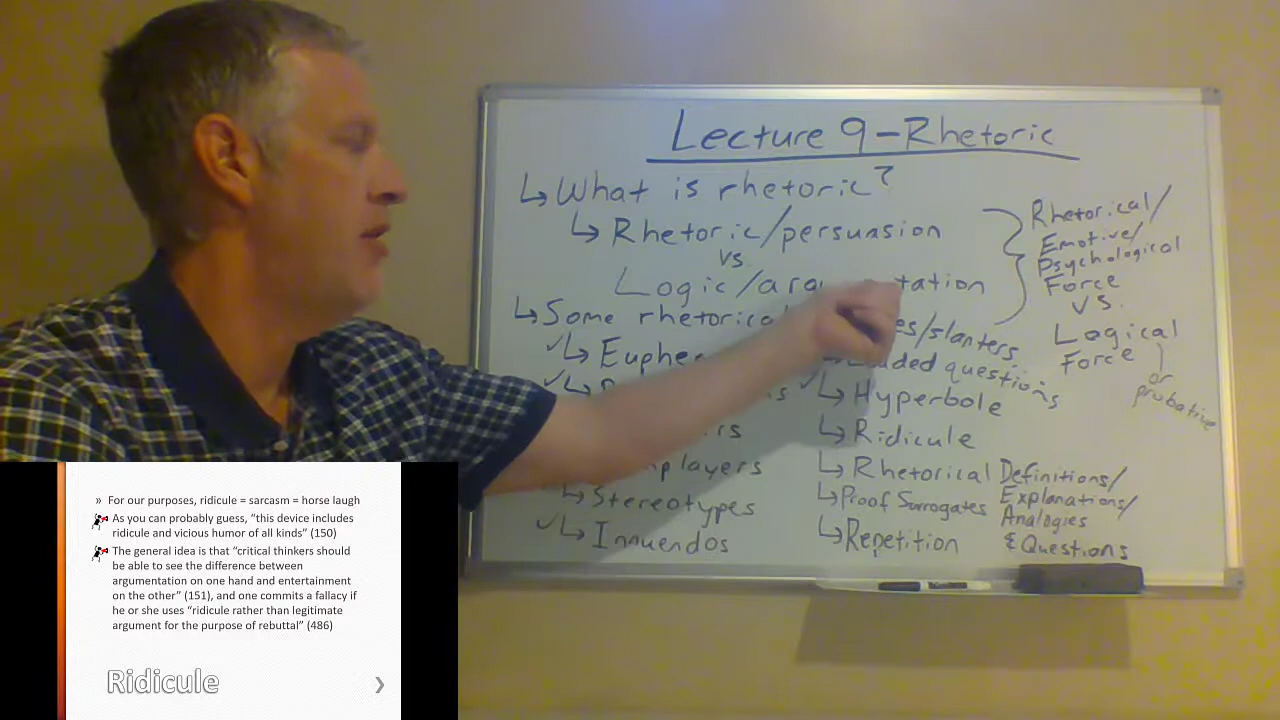 Lecture 9-Rhetoric
↳What is rhetoric?
↳Rhetoric/persuasion
vs
Logic/
tation
Rhetorical/
Emotive/
Psychological
Force
vs.
Logical
Force
or
probative
↳Some rhetorical
/slanters
✓↳
✓↳
↳Stereotypes
✓↳Innuendos
questions
✓↳Hyperbole
↳Ridicule
↳Rhetorical Definitions/
Explanations/
Analogies
& Questions
↳Proof Surrogates
↳Repetition
» For our purposes, ridicule = sarcasm = horse laugh
As you can probably guess, “this device includes
ridicule and vicious humor of all kinds” (150)
The general idea is that “critical thinkers should
be able to see the difference between
argumentation on one hand and entertainment
on the other” (151), and one commits a fallacy if
he or she uses “ridicule rather than legitimate
argument for the purpose of rebuttal” (486)
Ridicule